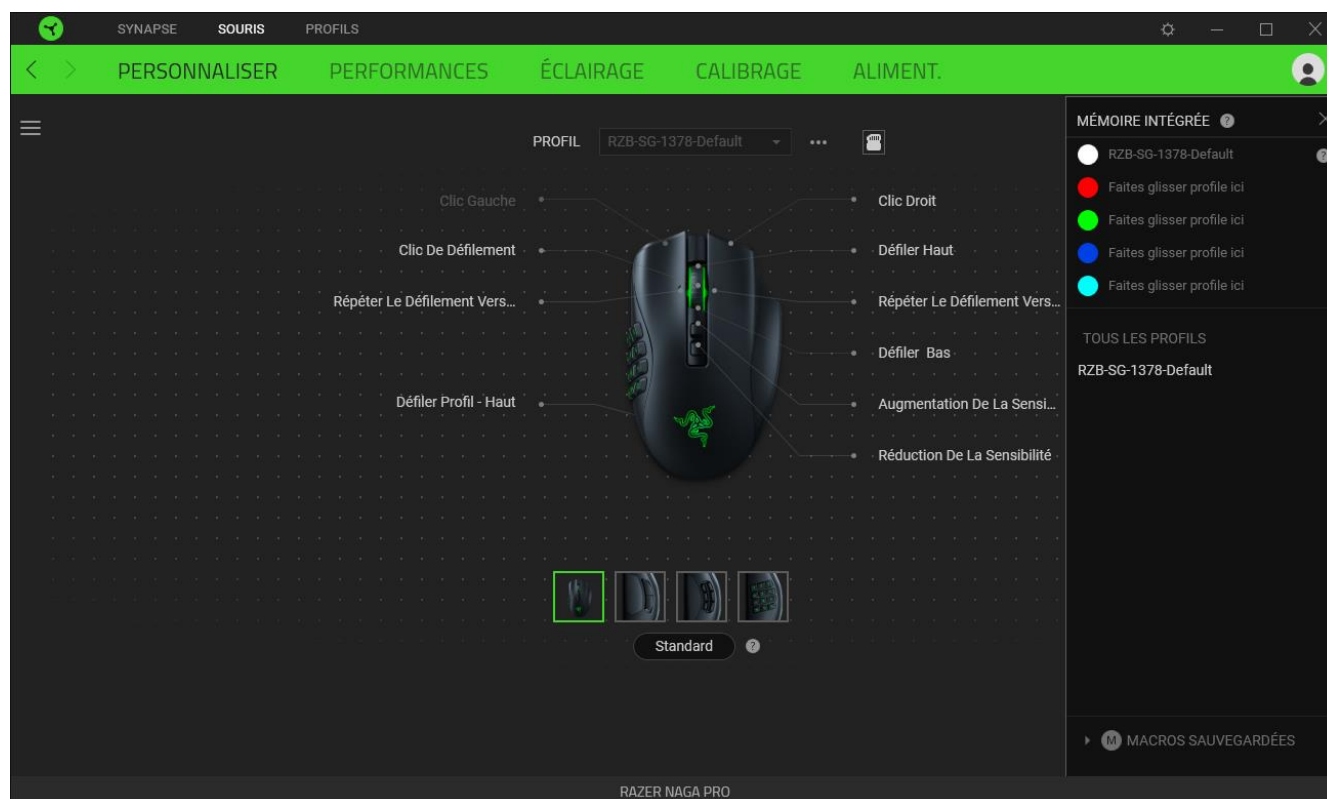 SYNAPSE SOURIS PROFILS
PERSONNALISER PERFORMANCES ÉCLAIRAGE CALIBRAGE ALIMENT.
PROFIL RZB-SG-1378-Default
Clic Gauche
Clic De Défilement
Répéter Le Défilement Vers...
Défiler Profil - Haut
Clic Droit
Défiler Haut
Répéter Le Défilement Vers...
Défiler Bas
Augmentation De La Sensi...
Réduction De La Sensibilité
Standard ?
MÉMOIRE INTÉGRÉE ?
RZB-SG-1378-Default ?
Faites glisser profile ici
Faites glisser profile ici
Faites glisser profile ici
Faites glisser profile ici
TOUS LES PROFILS
RZB-SG-1378-Default
M MACROS SAUVEGARDÉES
RAZER NAGA PRO